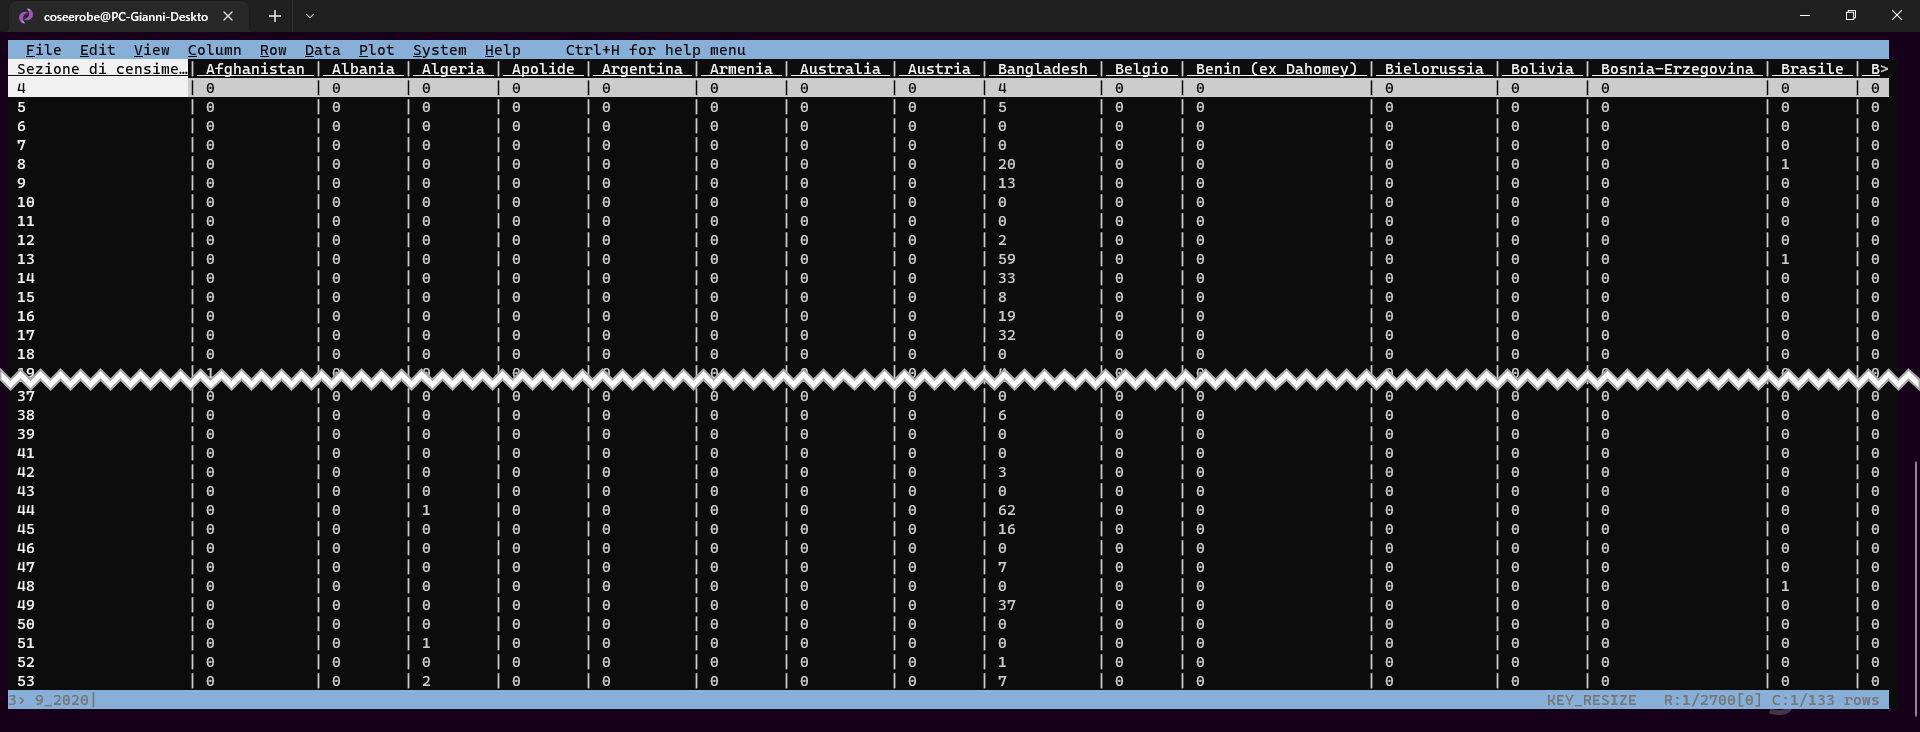 coseerobe@PC-Gianni-Deskto
File Edit View Column Row Data Plot System Help Ctrl+H for help menu
Sezione di censime…| Afghanistan | Albania | Algeria | Apolide | Argentina | Armenia | Australia | Austria | Bangladesh | Belgio | Benin (ex Dahomey) | Bielorussia | Bolivia | Bosnia-Erzegovina | Brasile | B>
4 | 0 | 0 | 0 | 0 | 0 | 0 | 0 | 0 | 4 | 0 | 0 | 0 | 0 | 0 | 0 | 0
5 | 0 | 0 | 0 | 0 | 0 | 0 | 0 | 0 | 5 | 0 | 0 | 0 | 0 | 0 | 0 | 0
6 | 0 | 0 | 0 | 0 | 0 | 0 | 0 | 0 | 0 | 0 | 0 | 0 | 0 | 0 | 0 | 0
7 | 0 | 0 | 0 | 0 | 0 | 0 | 0 | 0 | 0 | 0 | 0 | 0 | 0 | 0 | 0 | 0
8 | 0 | 0 | 0 | 0 | 0 | 0 | 0 | 0 | 20 | 0 | 0 | 0 | 0 | 0 | 1 | 0
9 | 0 | 0 | 0 | 0 | 0 | 0 | 0 | 0 | 13 | 0 | 0 | 0 | 0 | 0 | 0 | 0
10 | 0 | 0 | 0 | 0 | 0 | 0 | 0 | 0 | 0 | 0 | 0 | 0 | 0 | 0 | 0 | 0
11 | 0 | 0 | 0 | 0 | 0 | 0 | 0 | 0 | 0 | 0 | 0 | 0 | 0 | 0 | 0 | 0
12 | 0 | 0 | 0 | 0 | 0 | 0 | 0 | 0 | 2 | 0 | 0 | 0 | 0 | 0 | 0 | 0
13 | 0 | 0 | 0 | 0 | 0 | 0 | 0 | 0 | 59 | 0 | 0 | 0 | 0 | 0 | 1 | 0
14 | 0 | 0 | 0 | 0 | 0 | 0 | 0 | 0 | 33 | 0 | 0 | 0 | 0 | 0 | 0 | 0
15 | 0 | 0 | 0 | 0 | 0 | 0 | 0 | 0 | 8 | 0 | 0 | 0 | 0 | 0 | 0 | 0
16 | 0 | 0 | 0 | 0 | 0 | 0 | 0 | 0 | 19 | 0 | 0 | 0 | 0 | 0 | 0 | 0
17 | 0 | 0 | 0 | 0 | 0 | 0 | 0 | 0 | 32 | 0 | 0 | 0 | 0 | 0 | 0 | 0
18 | 0 | 0 | 0 | 0 | 0 | 0 | 0 | 0 | 0 | 0 | 0 | 0 | 0 | 0 | 0 | 0
37 | 0 | 0 | 0 | 0 | 0 | 0 | 0 | 0 | 0 | 0 | 0 | 0 | 0 | 0 | 0 | 0
38 | 0 | 0 | 0 | 0 | 0 | 0 | 0 | 0 | 6 | 0 | 0 | 0 | 0 | 0 | 0 | 0
39 | 0 | 0 | 0 | 0 | 0 | 0 | 0 | 0 | 0 | 0 | 0 | 0 | 0 | 0 | 0 | 0
41 | 0 | 0 | 0 | 0 | 0 | 0 | 0 | 0 | 0 | 0 | 0 | 0 | 0 | 0 | 0 | 0
42 | 0 | 0 | 0 | 0 | 0 | 0 | 0 | 0 | 3 | 0 | 0 | 0 | 0 | 0 | 0 | 0
43 | 0 | 0 | 0 | 0 | 0 | 0 | 0 | 0 | 0 | 0 | 0 | 0 | 0 | 0 | 0 | 0
44 | 0 | 0 | 1 | 0 | 0 | 0 | 0 | 0 | 62 | 0 | 0 | 0 | 0 | 0 | 0 | 0
45 | 0 | 0 | 0 | 0 | 0 | 0 | 0 | 0 | 16 | 0 | 0 | 0 | 0 | 0 | 0 | 0
46 | 0 | 0 | 0 | 0 | 0 | 0 | 0 | 0 | 0 | 0 | 0 | 0 | 0 | 0 | 0 | 0
47 | 0 | 0 | 0 | 0 | 0 | 0 | 0 | 0 | 7 | 0 | 0 | 0 | 0 | 0 | 0 | 0
48 | 0 | 0 | 0 | 0 | 0 | 0 | 0 | 0 | 0 | 0 | 0 | 0 | 0 | 0 | 1 | 0
49 | 0 | 0 | 0 | 0 | 0 | 0 | 0 | 0 | 37 | 0 | 0 | 0 | 0 | 0 | 0 | 0
50 | 0 | 0 | 0 | 0 | 0 | 0 | 0 | 0 | 0 | 0 | 0 | 0 | 0 | 0 | 0 | 0
51 | 0 | 0 | 1 | 0 | 0 | 0 | 0 | 0 | 0 | 0 | 0 | 0 | 0 | 0 | 0 | 0
52 | 0 | 0 | 0 | 0 | 0 | 0 | 0 | 0 | 1 | 0 | 0 | 0 | 0 | 0 | 0 | 0
53 | 0 | 0 | 2 | 0 | 0 | 0 | 0 | 0 | 7 | 0 | 0 | 0 | 0 | 0 | 0 | 0
3› 9_2020| KEY_RESIZE R:1/2700[0] C:1/133 rows